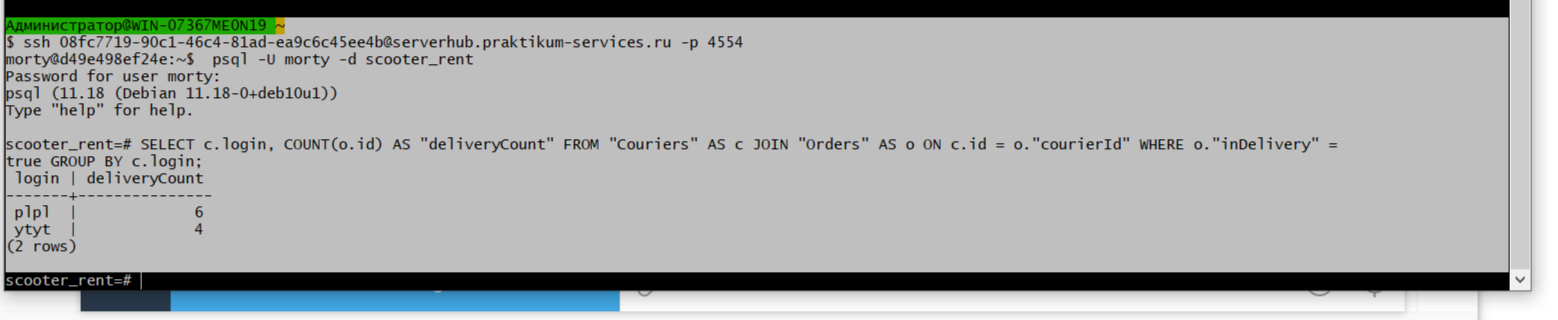 Администратор@WIN-O7367MEON19 ~
$ ssh 08fc7719-90c1-46c4-81ad-ea9c6c45ee4b@serverhub.praktikum-services.ru -p 4554
morty@d49e498ef24e:~$  psql -U morty -d scooter_rent
Password for user morty:
psql (11.18 (Debian 11.18-0+deb10u1))
Type "help" for help.
scooter_rent=# SELECT c.login, COUNT(o.id) AS "deliveryCount" FROM "Couriers" AS c JOIN "Orders" AS o ON c.id = o."courierId" WHERE o."inDelivery" =
true GROUP BY c.login;
 login | deliveryCount
-------+---------------
 plpl  |             6
 ytyt  |             4
(2 rows)
scooter_rent=#